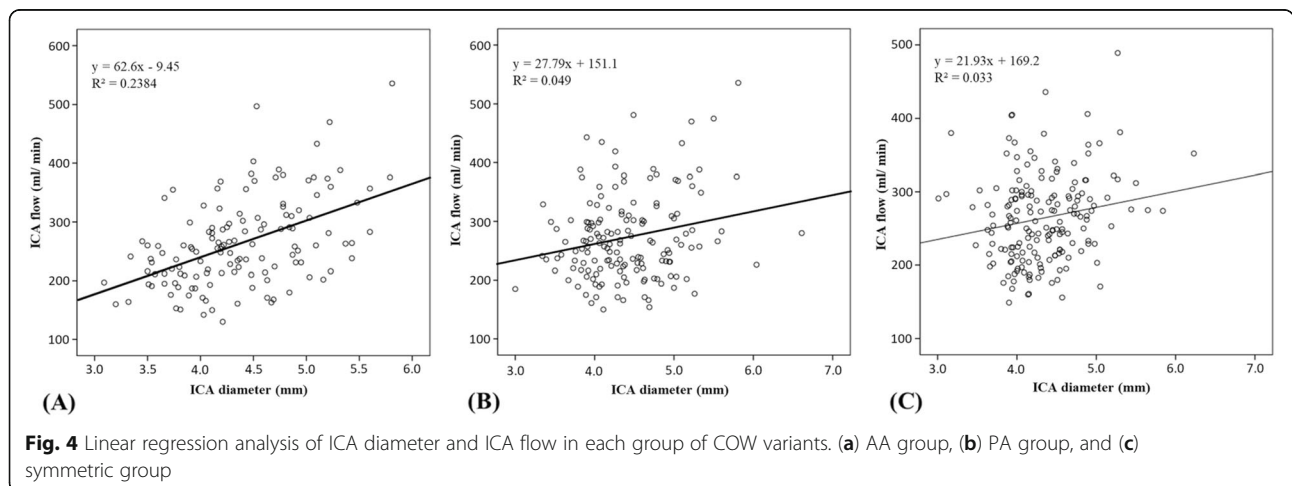 600
500
400
300
200
100
ICA flow (ml/ min)
y = 62.6x - 9.45
R² = 0.2384
3.0 3.5 4.0 4.5 5.0 5.5 6.0
ICA diameter (mm)
(A)
600
500
400
300
200
100
ICA flow (ml/ min)
y = 27.79x + 151.1
R² = 0.049
3.0 4.0 5.0 6.0 7.0
ICA diameter (mm)
(B)
500
400
300
200
100
ICA flow (ml/ min)
y = 21.93x + 169.2
R² = 0.033
3.0 4.0 5.0 6.0 7.0
ICA diameter (mm)
(C)
Fig. 4 Linear regression analysis of ICA diameter and ICA flow in each group of COW variants. (a) AA group, (b) PA group, and (c)
symmetric group